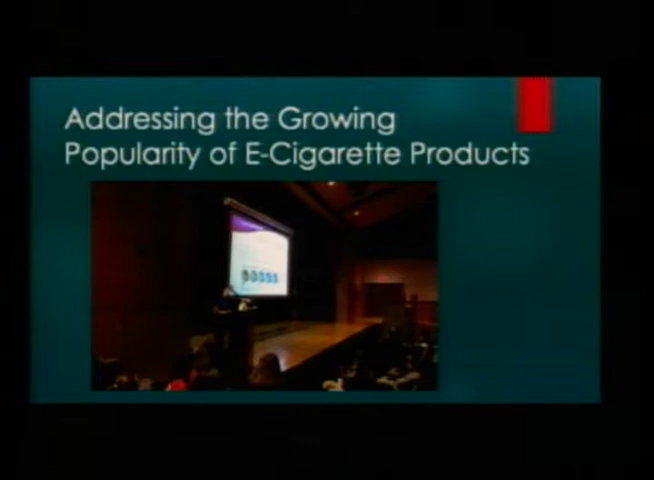 Addressing the Growing
Popularity of E-Cigarette Products